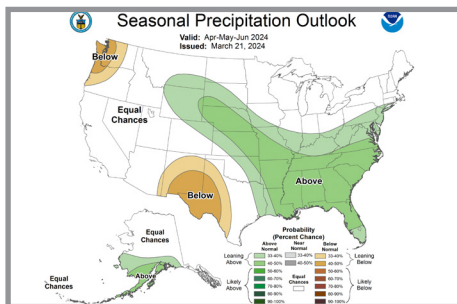 Seasonal Precipitation Outlook
Valid: Apr-May-Jun 2024
Issued: March 21, 2024
Below
Equal
Chances
Above
Below
Equal
Chances
Above
Equal
Chances
Probability
(Percent Chance)
Above
Normal
Near
Normal
Below
Normal
Leaning
Above
33-40%
40-50%
33-40%
40-50%
33-40%
40-50%
Leaning
Below
Likely
Above
50-60%
60-70%
70-80%
80-90%
90-100%
Equal
Chances
50-60%
60-70%
70-80%
80-90%
90-100%
Likely
Below